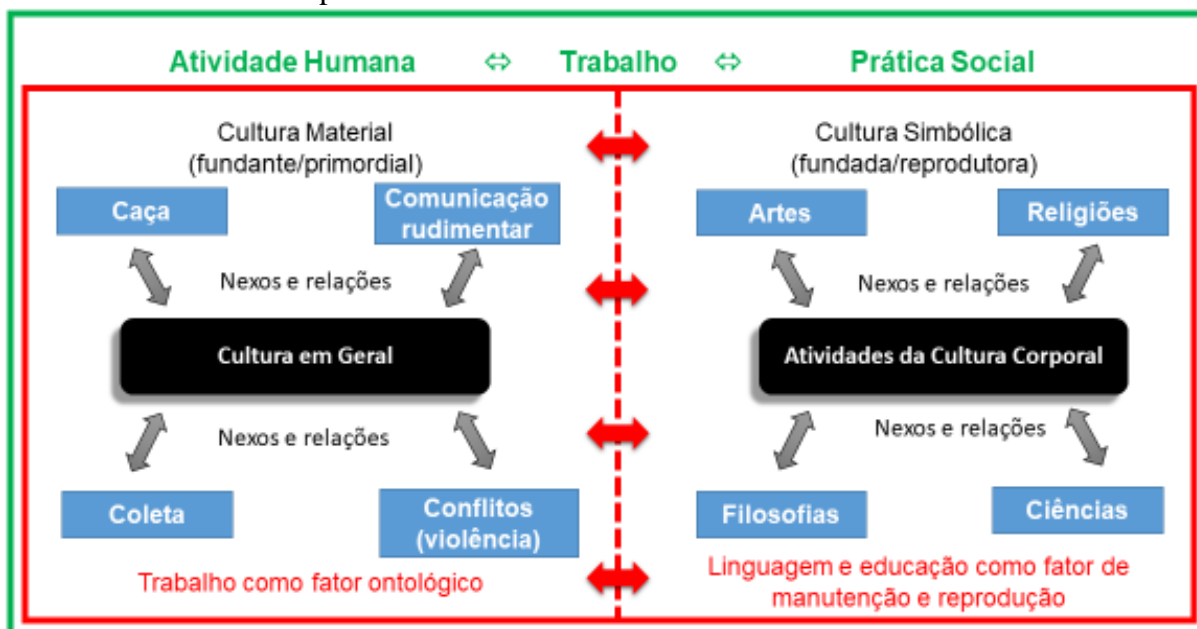 Atividade Humana ⇔ Trabalho ⇔ Prática Social
Cultura Material
(fundante/primordial)
Caça
Comunicação
rudimentar
Nexos e relações
Cultura em Geral
Nexos e relações
Coleta
Conflitos
(violência)
Trabalho como fator ontológico
Cultura Simbólica
(fundada/reprodutora)
Artes
Religiões
Nexos e relações
Atividades da Cultura Corporal
Nexos e relações
Filosofias
Ciências
Linguagem e educação como fator de
manutenção e reprodução